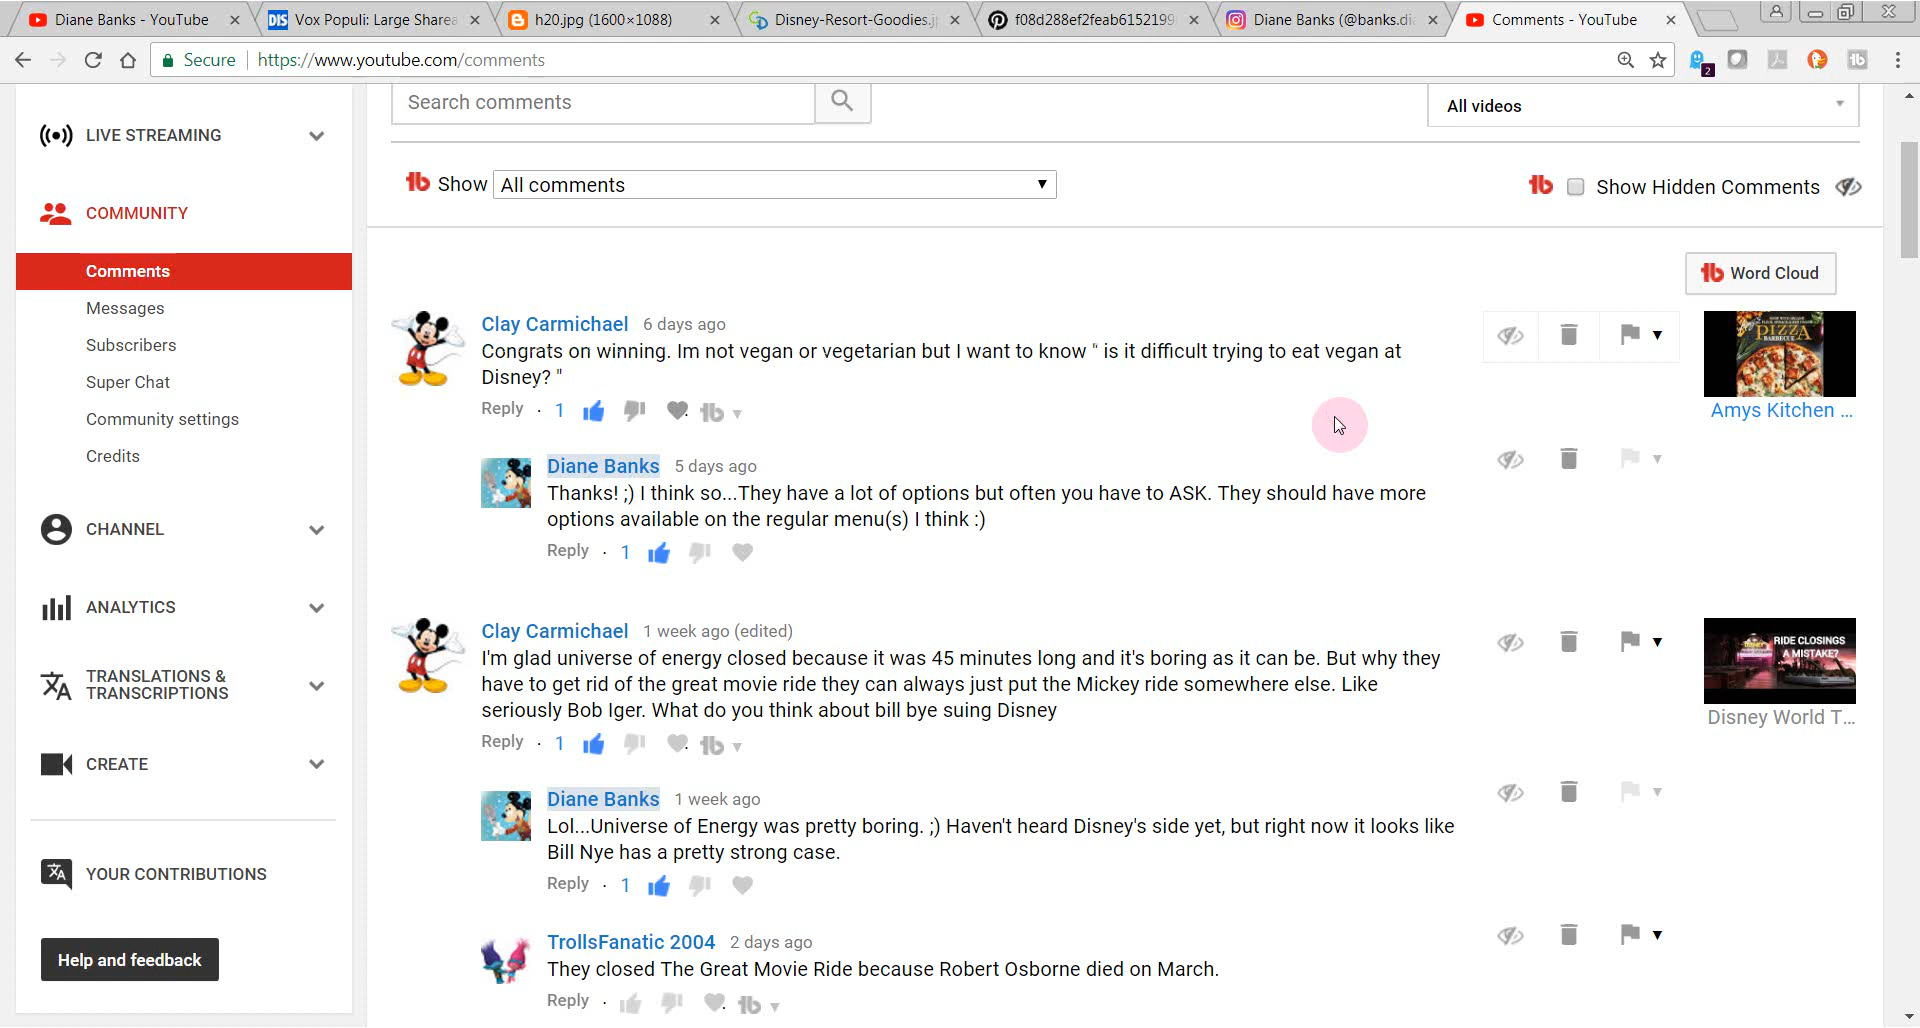 Diane Banks - YouTube
Vox Populi: Large Sharea
h20.jpg (1600×1088)
Disney-Resort-Goodies.j
f08d288ef2feab6152199
Diane Banks (@banks.di
Comments - YouTube
Secure https://www.youtube.com/comments
2
Search comments
All videos
LIVE STREAMING
Show All comments
Show Hidden Comments
COMMUNITY
Comments
Word Cloud
Messages
Subscribers
Super Chat
Community settings
Credits
CHANNEL
ANALYTICS
TRANSLATIONS &
TRANSCRIPTIONS
CREATE
YOUR CONTRIBUTIONS
Help and feedback
Clay Carmichael 6 days ago
Congrats on winning. Im not vegan or vegetarian but I want to know " is it difficult trying to eat vegan at
Disney? "
Reply · 1
PIZZA
BARBECUE
Amys Kitchen ...
Diane Banks 5 days ago
Thanks! ;) I think so...They have a lot of options but often you have to ASK. They should have more
options available on the regular menu(s) I think :)
Reply · 1
Clay Carmichael 1 week ago (edited)
I'm glad universe of energy closed because it was 45 minutes long and it's boring as it can be. But why they
have to get rid of the great movie ride they can always just put the Mickey ride somewhere else. Like
seriously Bob Iger. What do you think about bill bye suing Disney
Reply · 1
RIDE CLOSINGS
A MISTAKE?
Disney World T...
Diane Banks 1 week ago
Lol...Universe of Energy was pretty boring. ;) Haven't heard Disney's side yet, but right now it looks like
Bill Nye has a pretty strong case.
Reply · 1
TrollsFanatic 2004 2 days ago
They closed The Great Movie Ride because Robert Osborne died on March.
Reply ·